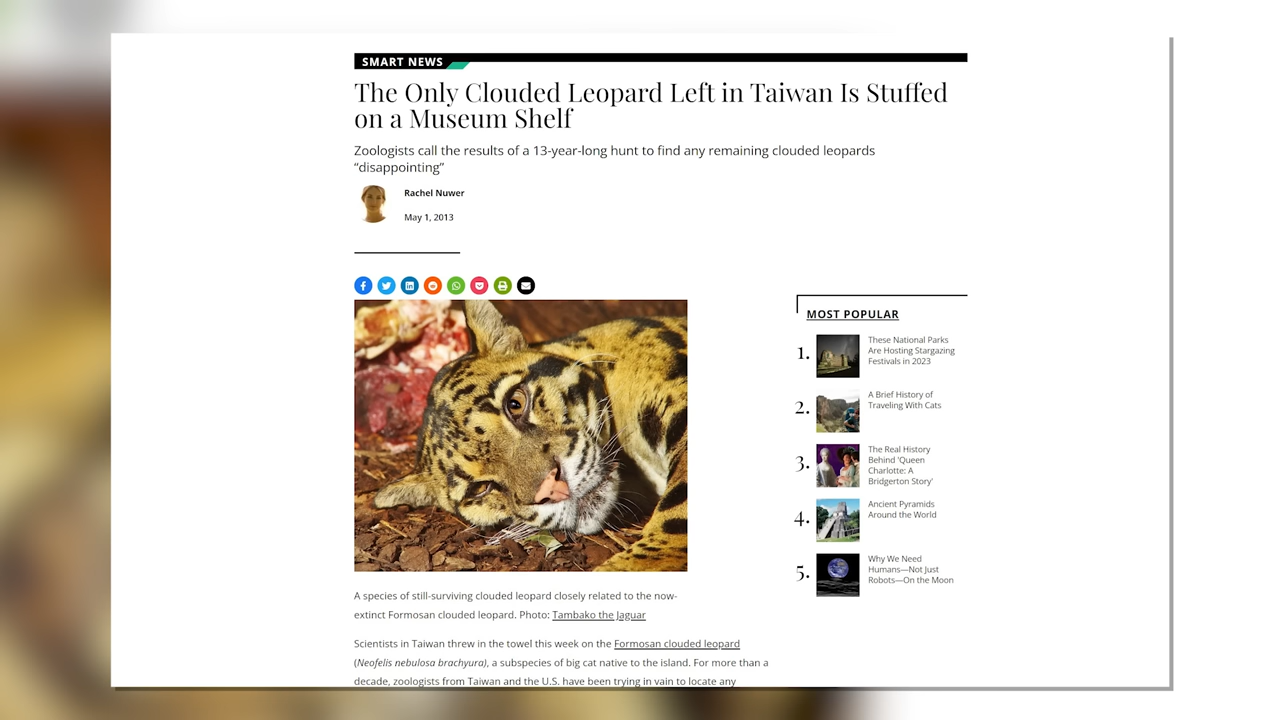 SMART NEWS
The Only Clouded Leopard Left in Taiwan Is Stuffed
on a Museum Shelf
Zoologists call the results of a 13-year-long hunt to find any remaining clouded leopards
“disappointing”
Rachel Nuwer
May 1, 2013
MOST POPULAR
1.
These National Parks
Are Hosting Stargazing
Festivals in 2023
2.
A Brief History of
Traveling With Cats
3.
The Real History
Behind 'Queen
Charlotte: A
Bridgerton Story'
4.
Ancient Pyramids
Around the World
5.
Why We Need
Humans—Not Just
Robots—On the Moon
A species of still-surviving clouded leopard closely related to the now-
extinct Formosan clouded leopard. Photo: Tambako the Jaguar
Scientists in Taiwan threw in the towel this week on the Formosan clouded leopard
(Neofelis nebulosa brachyura), a subspecies of big cat native to the island. For more than a
decade, zoologists from Taiwan and the U.S. have been trying in vain to locate any